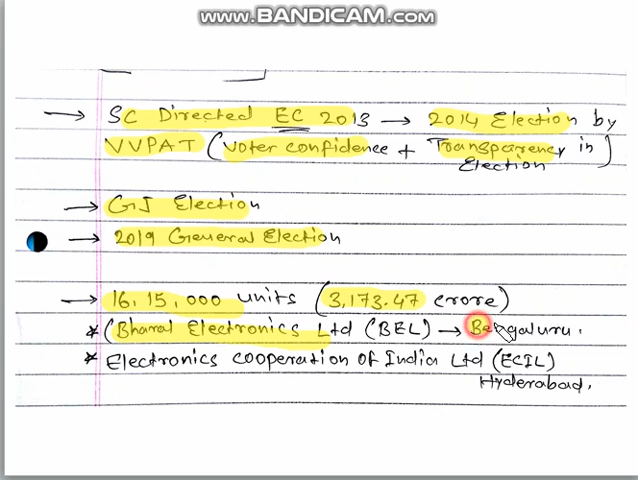 www.BANDICAM.com
→ SC Directed EC 2013 → 2014 Election by
VVPAT (Voter confidence + Transparency in
Election)
→ GJ Election
→ 2019 General Election
→ 16,15,000 units (3,173.47 crore)
* (Bharat Electronics Ltd (BEL) → Bengaluru.
* Electronics cooperation of India Ltd (ECIL)
Hyderabad.